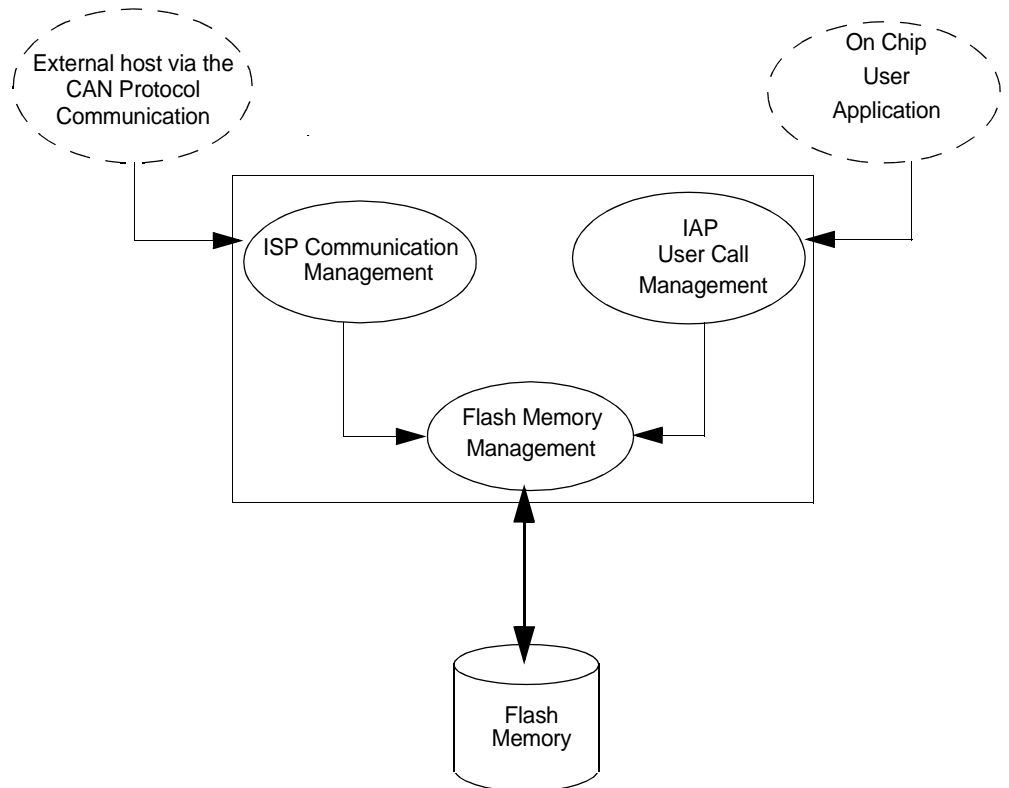 External host via the
CAN Protocol
Communication
On Chip
User
Application
ISP Communication
Management
IAP
User Call
Management
Flash Memory
Management
Flash
Memory